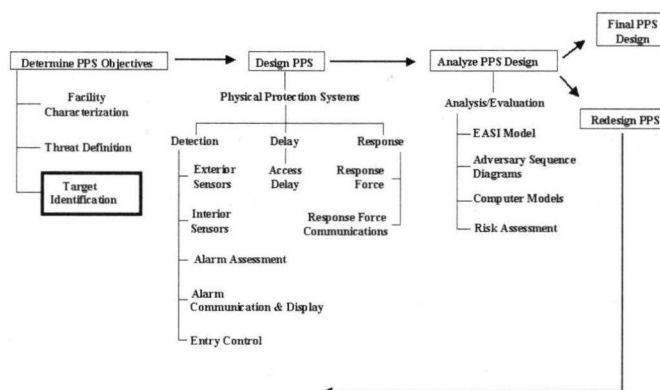 Final PPS
Design
Determine PPS Objectives
Design PPS
Analyze PPS Design
Facility
Characterization
Threat Definition
Target
Identification
Physical Protection Systems
Detection
Delay
Response
Exterior
Sensors
Access
Delay
Response
Force
Interior
Sensors
Response Force
Communications
Alarm Assessment
Alarm
Communication & Display
Entry Control
Analysis/Evaluation
EASI Model
Adversary Sequence
Diagrams
Computer Models
Risk Assessment
Redesign PPS